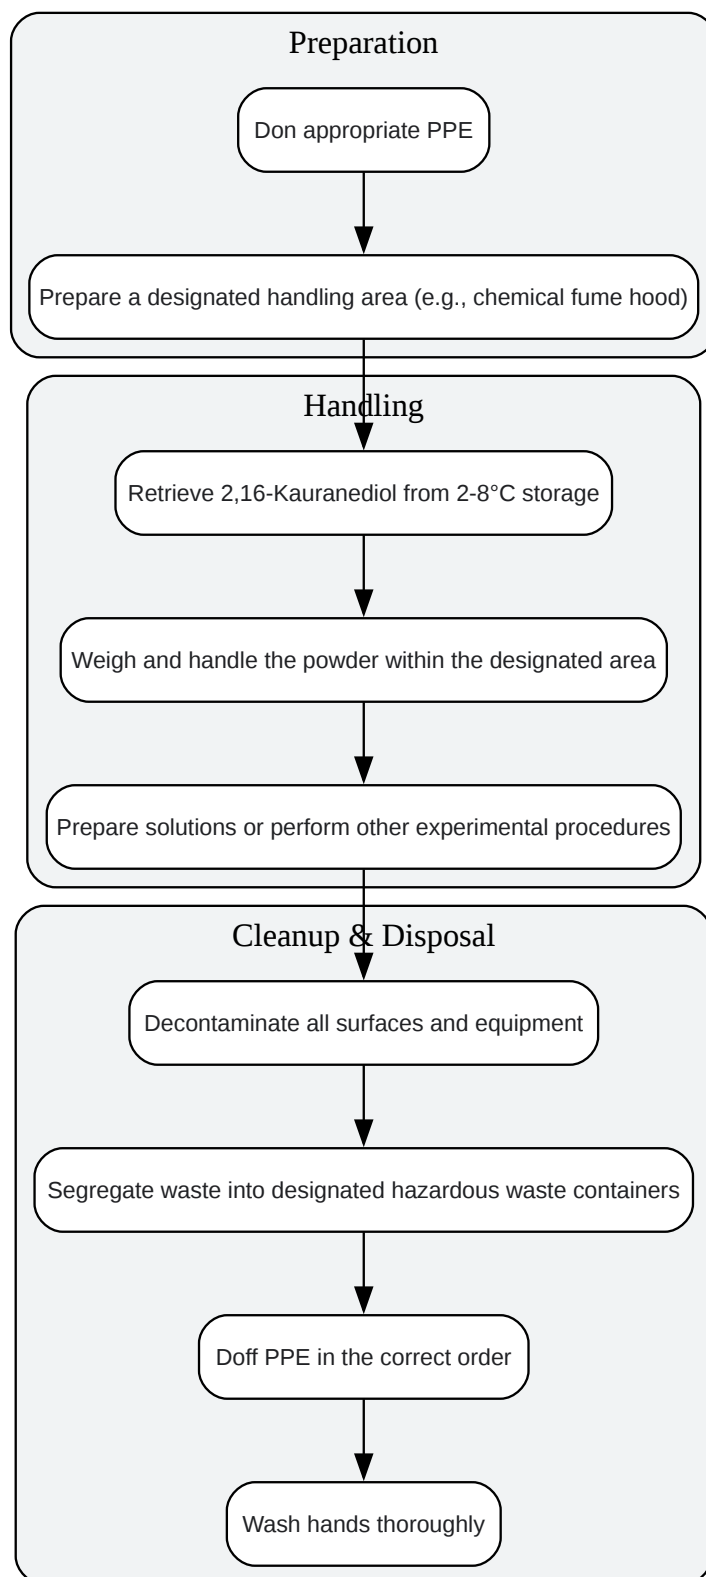 Preparation
Don appropriate PPE
Prepare a designated handling area (e.g., chemical fume hood)
Handling
Retrieve 2,16-Kauranediol from 2-8°C storage
Weigh and handle the powder within the designated area
Prepare solutions or perform other experimental procedures
Cleanup & Disposal
Decontaminate all surfaces and equipment
Segregate waste into designated hazardous waste containers
Doff PPE in the correct order
Wash hands thoroughly